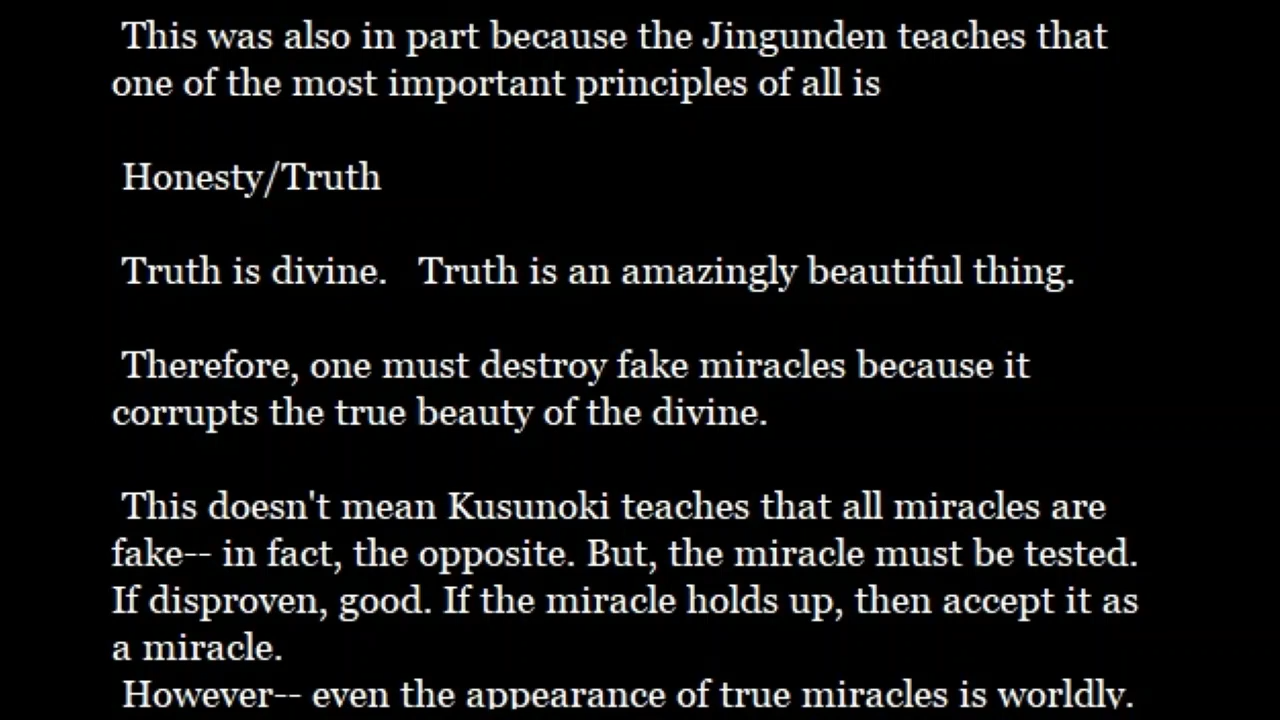 This was also in part because the Jingunden teaches that
one of the most important principles of all is
Honesty/Truth
Truth is divine.   Truth is an amazingly beautiful thing.
Therefore, one must destroy fake miracles because it
corrupts the true beauty of the divine.
This doesn't mean Kusunoki teaches that all miracles are
fake-- in fact, the opposite. But, the miracle must be tested.
If disproven, good. If the miracle holds up, then accept it as
a miracle.
However-- even the appearance of true miracles is worldly.